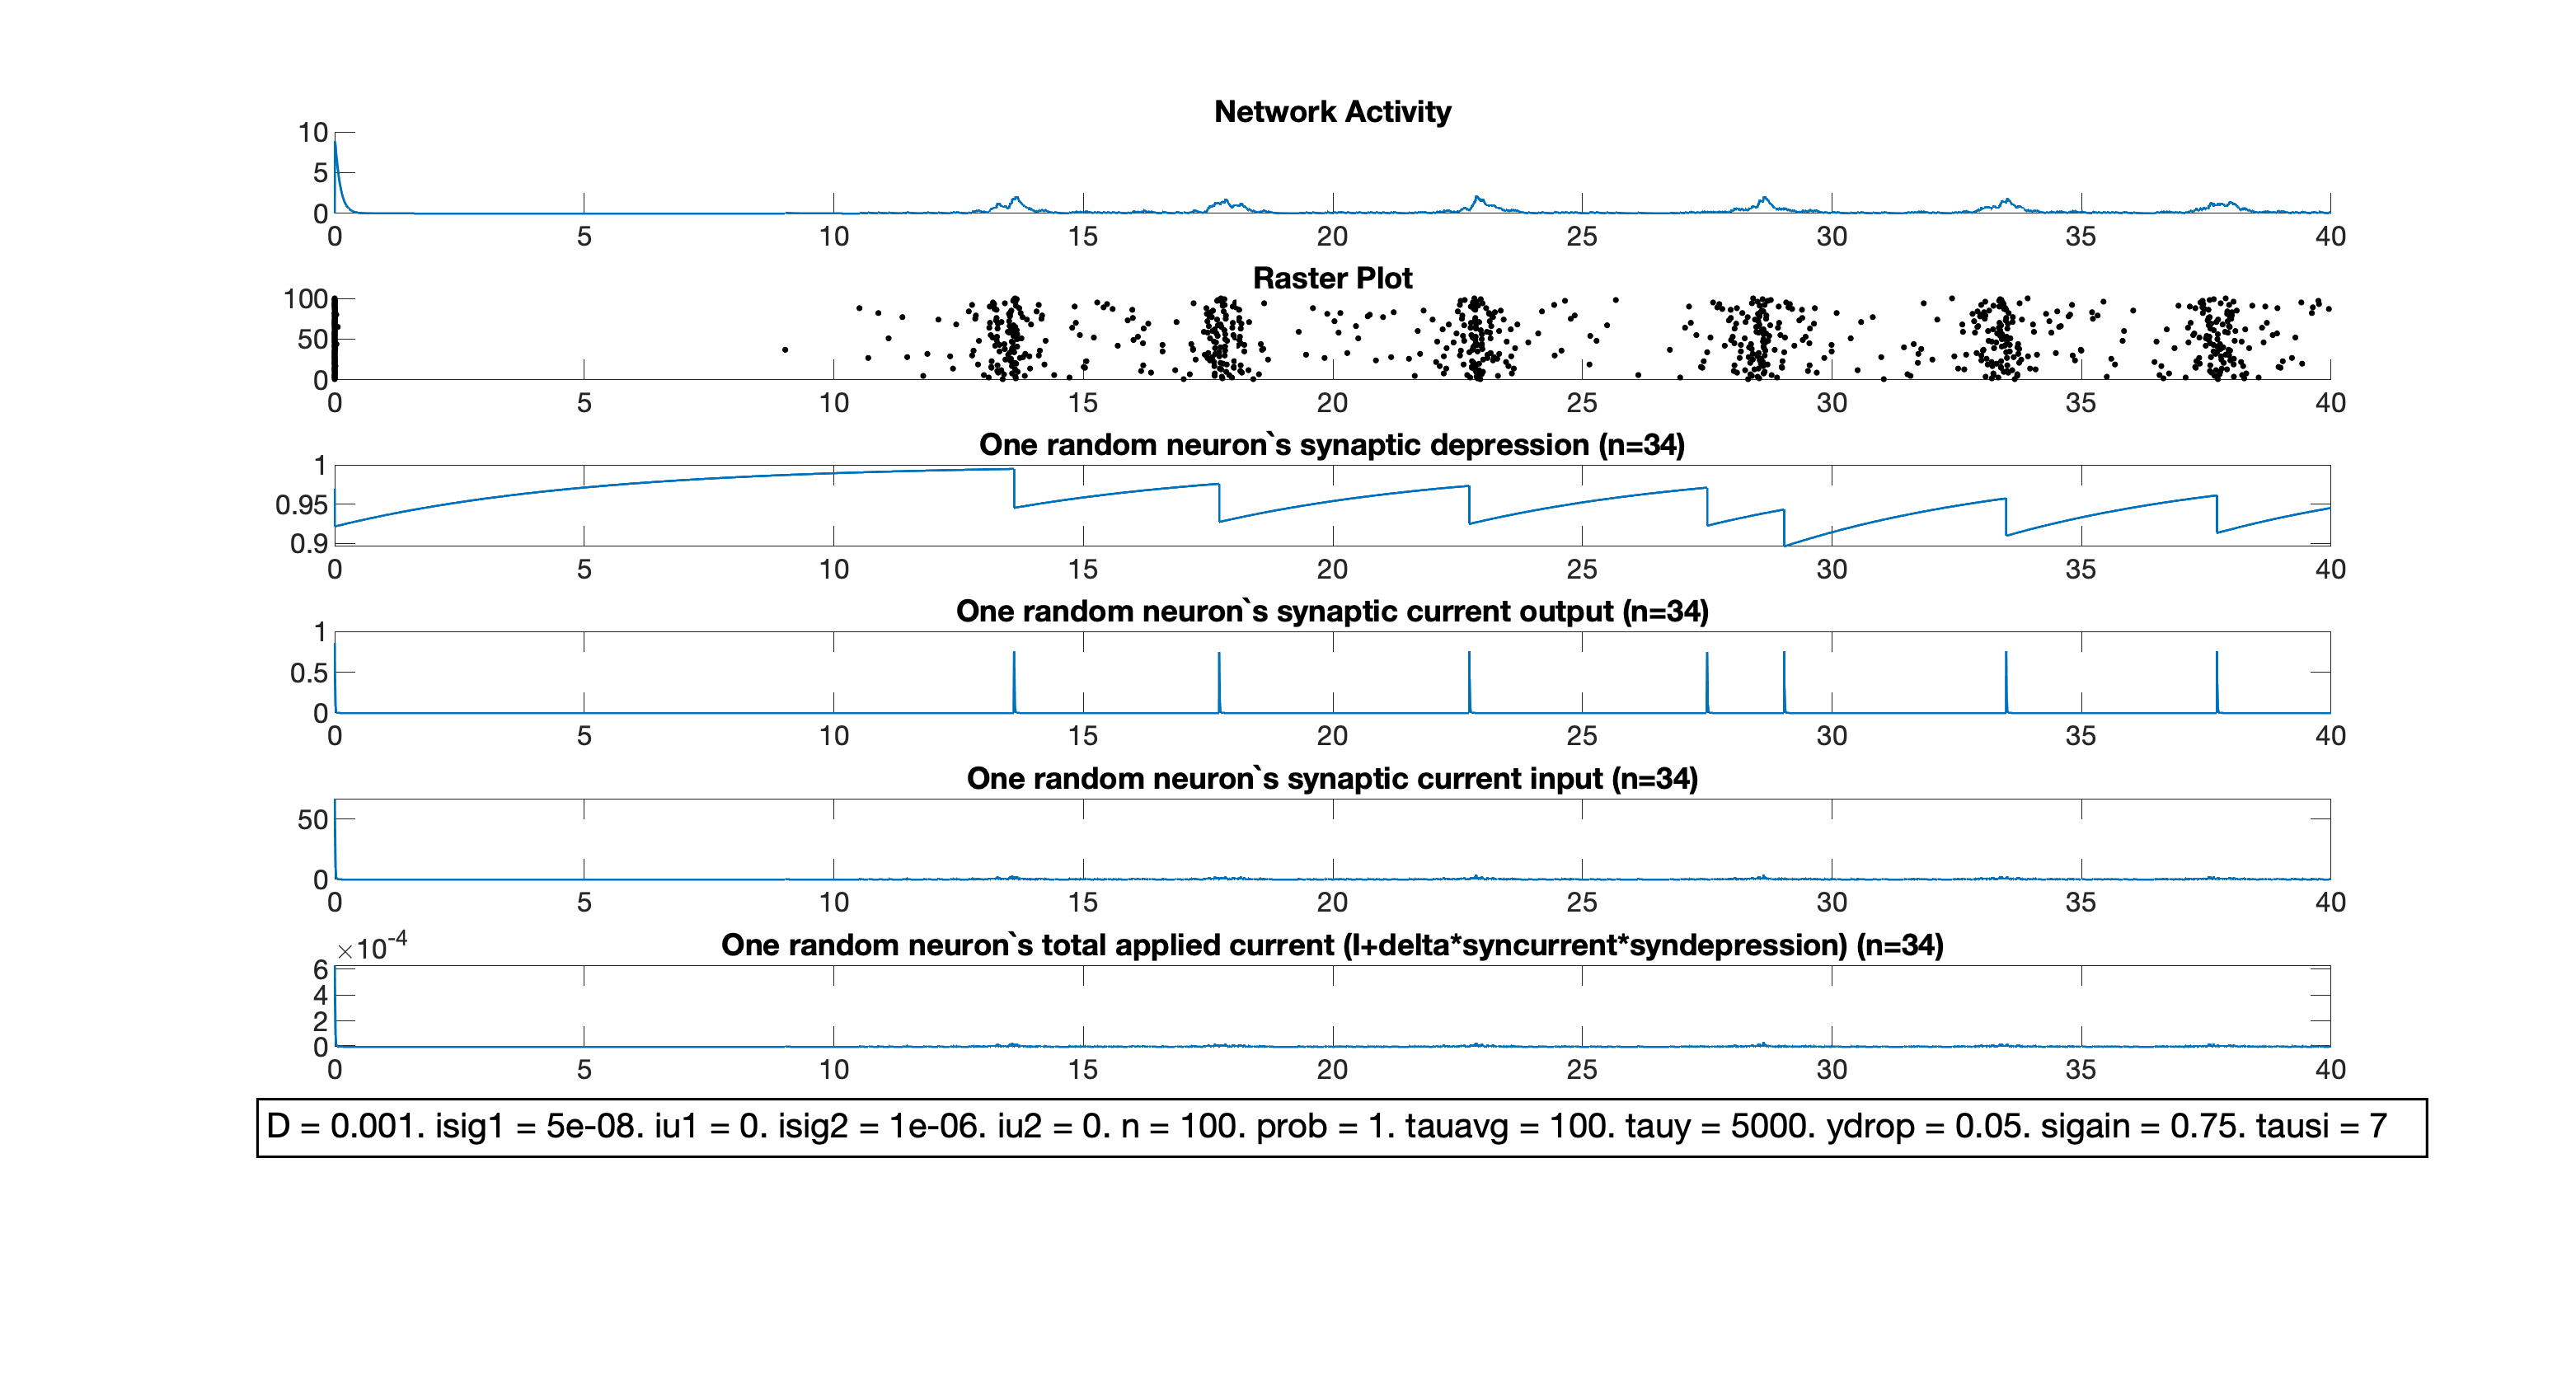 Network Activity
10
5
0
0 5 10 15 20 25 30 35 40
Raster Plot
100
50
0
0 5 10 15 20 25 30 35 40
One random neuron`s synaptic depression (n=34)
1
0.95
0.9
0 5 10 15 20 25 30 35 40
One random neuron`s synaptic current output (n=34)
1
0.5
0
0 5 10 15 20 25 30 35 40
One random neuron`s synaptic current input (n=34)
50
0
0 5 10 15 20 25 30 35 40
One random neuron`s total applied current (I+delta*syncurrent*syndepression) (n=34)
×10-4
6
4
2
0
0 5 10 15 20 25 30 35 40
D = 0.001. isig1 = 5e-08. iu1 = 0. isig2 = 1e-06. iu2 = 0. n = 100. prob = 1. tauavg = 100. tauy = 5000. ydrop = 0.05. sigain = 0.75. tausi = 7